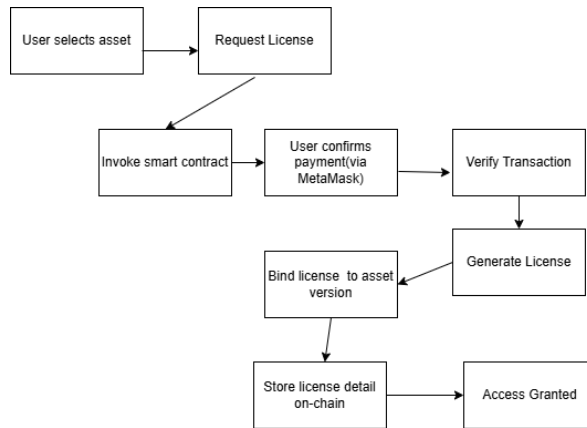 User selects asset
Request License
Invoke smart contract
User confirms
payment(via
MetaMask)
Verify Transaction
Generate License
Bind license to asset
version
Store license detail
on-chain
Access Granted